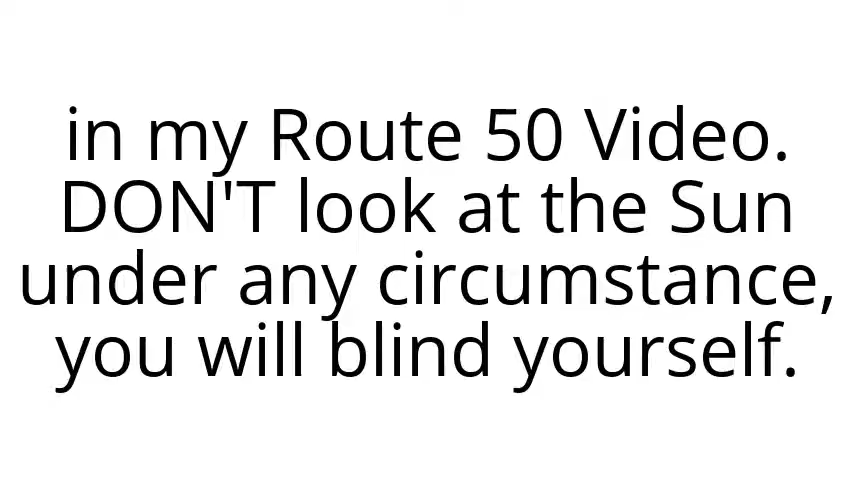 in my Route 50 Video.
DON'T look at the Sun
under any circumstance,
you will blind yourself.